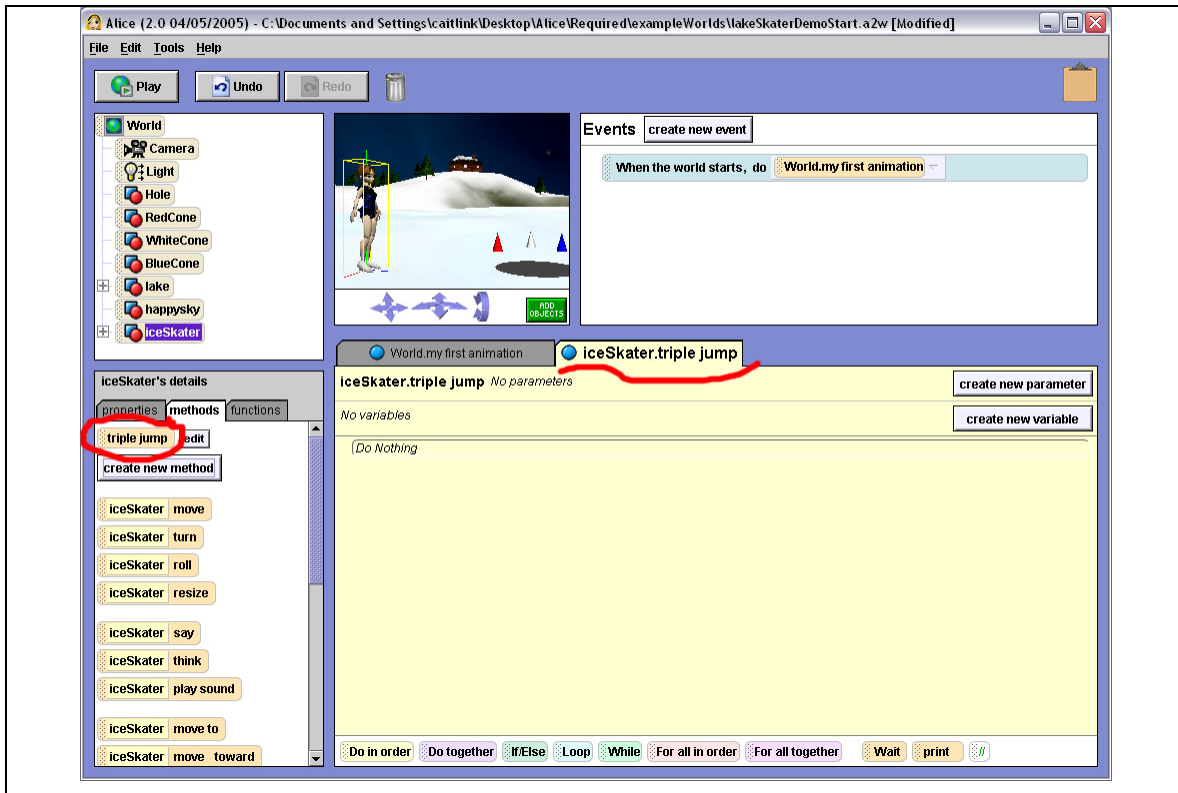 Alice (2.0 04/05/2005) - C:\Documents and Settings\caitlink\Desktop\Alice\Required\exampleWorlds\lakeSkaterDemoStart.a2w [Modified]
File Edit Tools Help
Play Undo Redo
World
Camera
Light
Hole
RedCone
WhiteCone
BlueCone
lake
happysky
iceSkater
ADD OBJECTS
Events create new event
When the world starts, do World.my first animation
iceSkater's details
properties methods functions
triple jump edit
create new method
iceSkater move
iceSkater turn
iceSkater roll
iceSkater resize
iceSkater say
iceSkater think
iceSkater play sound
iceSkater move to
iceSkater move toward
World.my first animation iceSkater.triple jump
iceSkater.triple jump No parameters create new parameter
No variables create new variable
Do Nothing
Do in order Do together If/Else Loop While For all in order For all together Wait print //